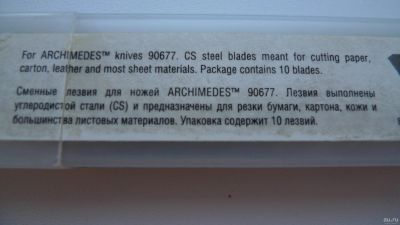 For ARCHIMEDES™ knives 90677. CS steel blades meant for cutting paper,
carton, leather and most sheet materials. Package contains 10 blades.
Сменные лезвия для ножей ARCHIMEDES™ 90677. Лезвия выполнены
углеродистой стали (CS) и предназначены для резки бумаги, картона, кожи и
большинства листовых материалов. Упаковка содержит 10 лезвий.